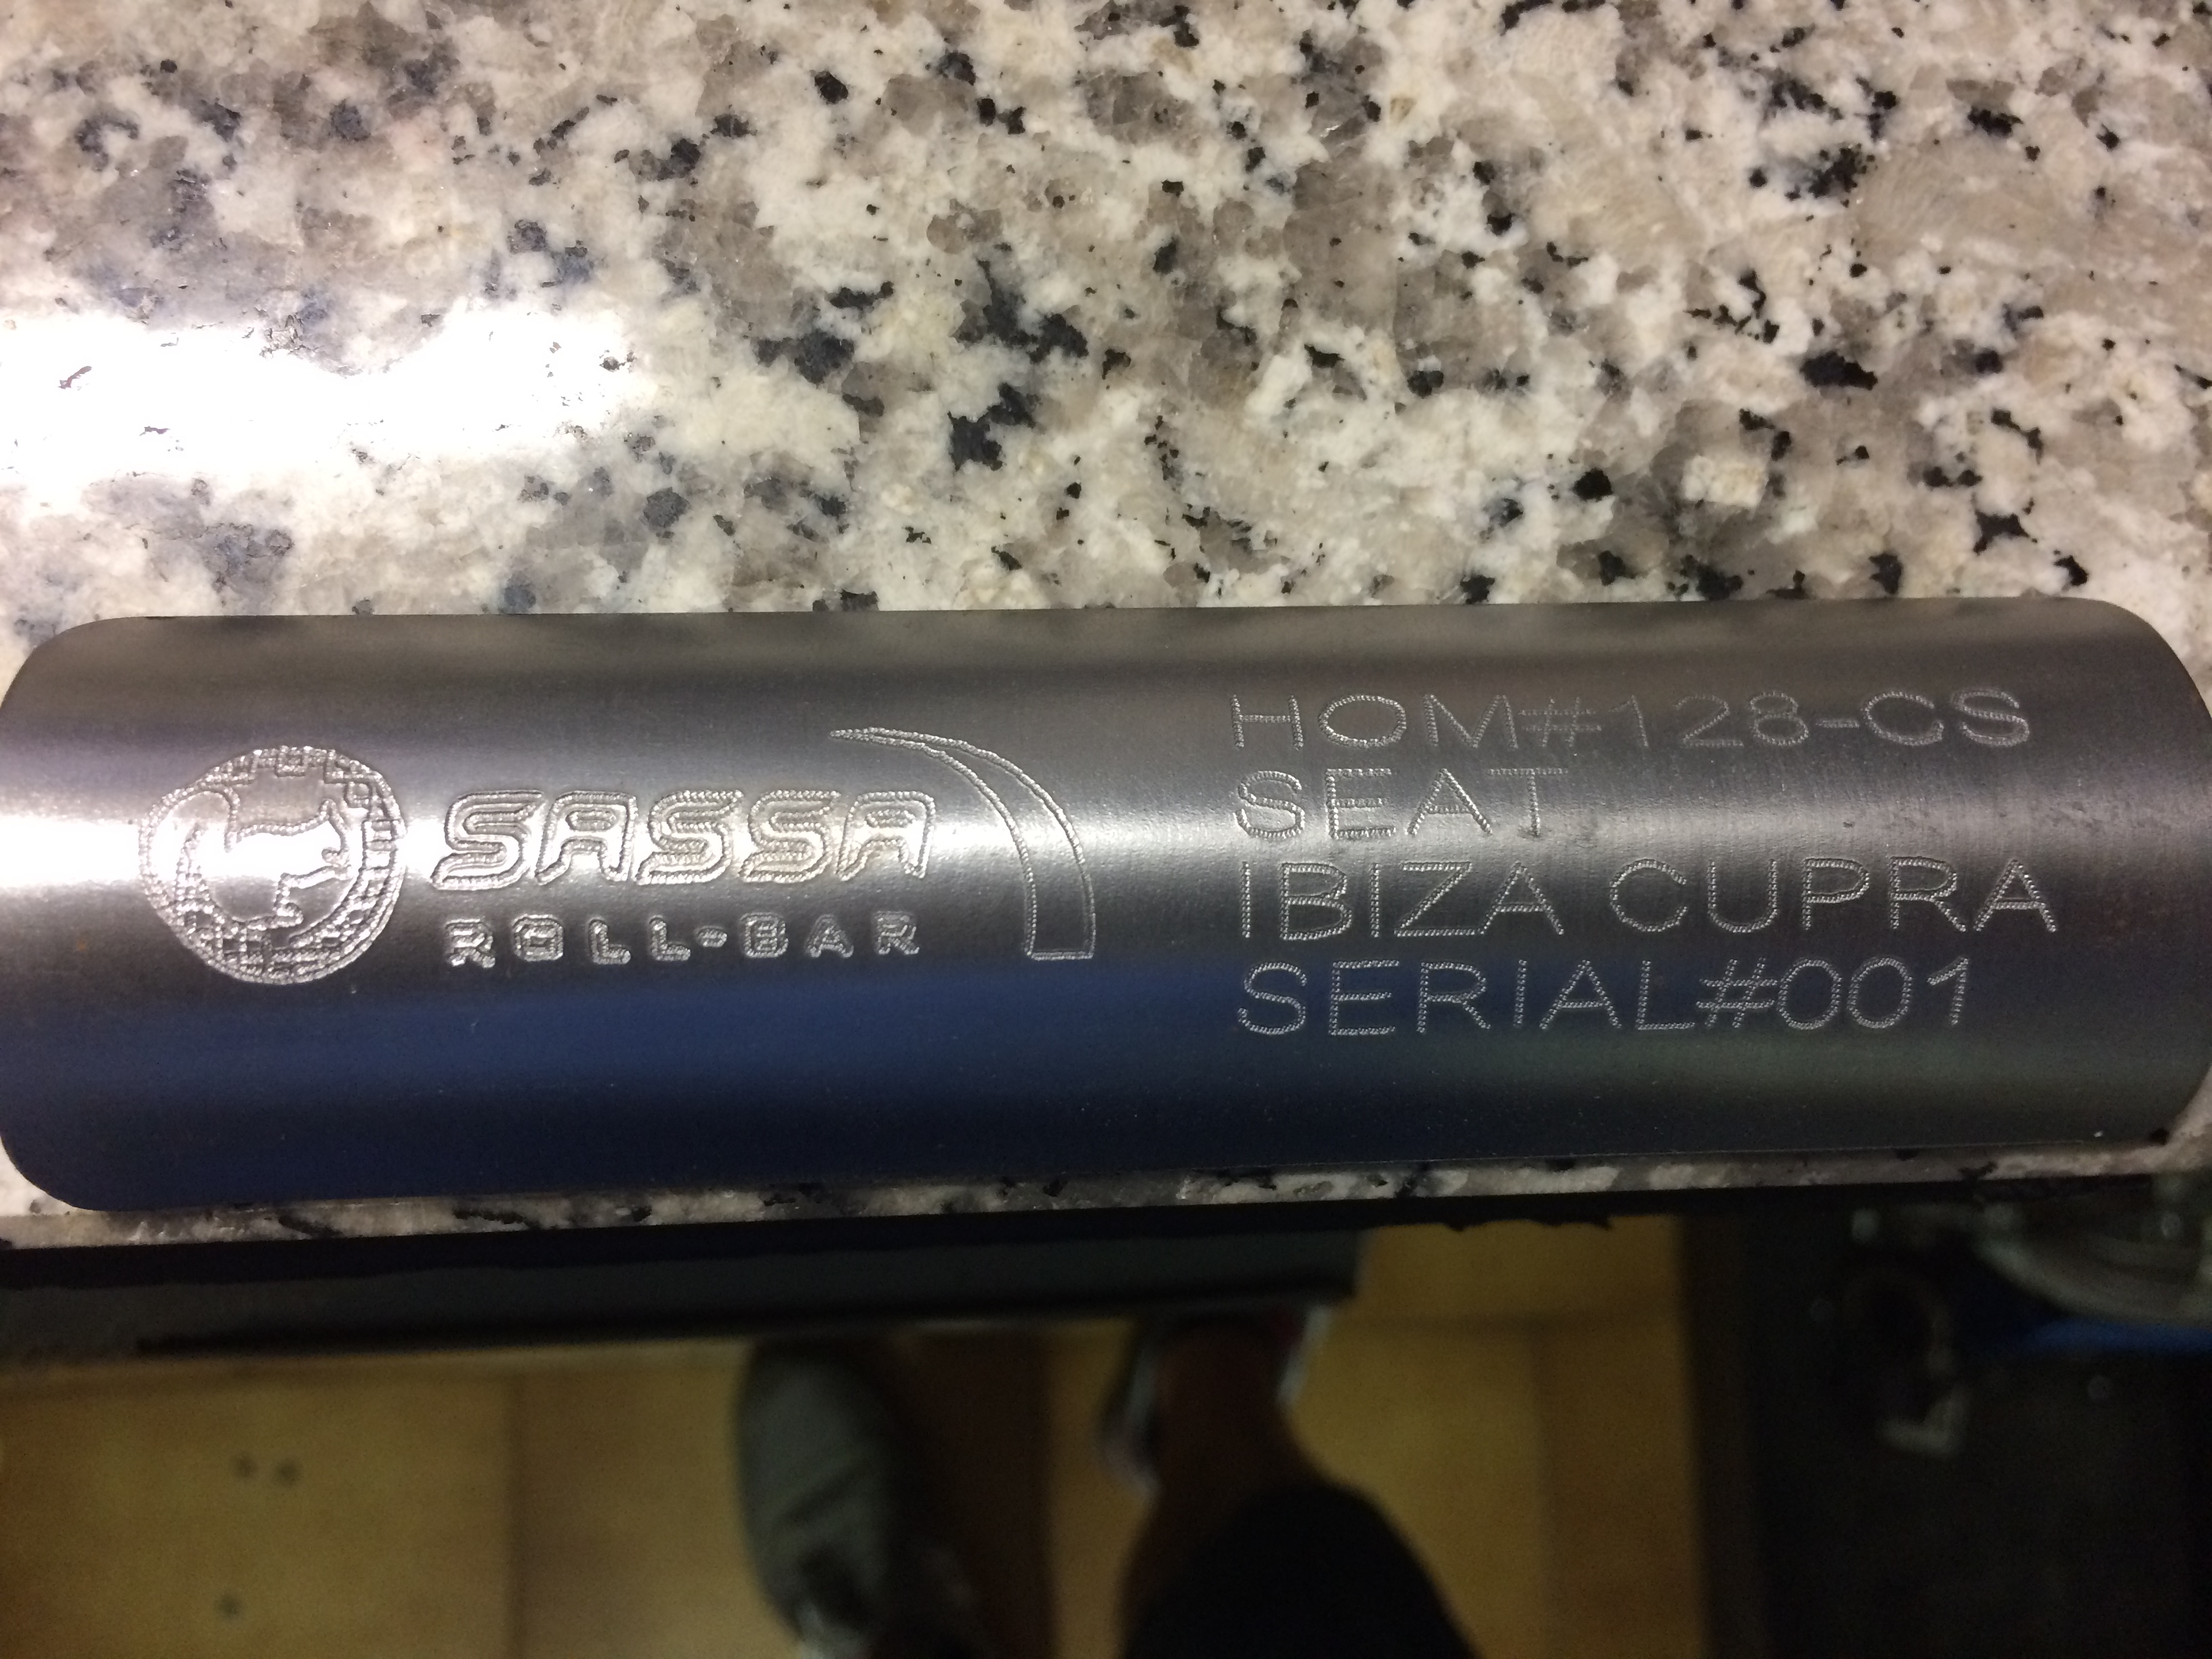 SASSA
ROLL-BAR
HOM#128-CS
SEAT
IBIZA CUPRA
SERIAL#001